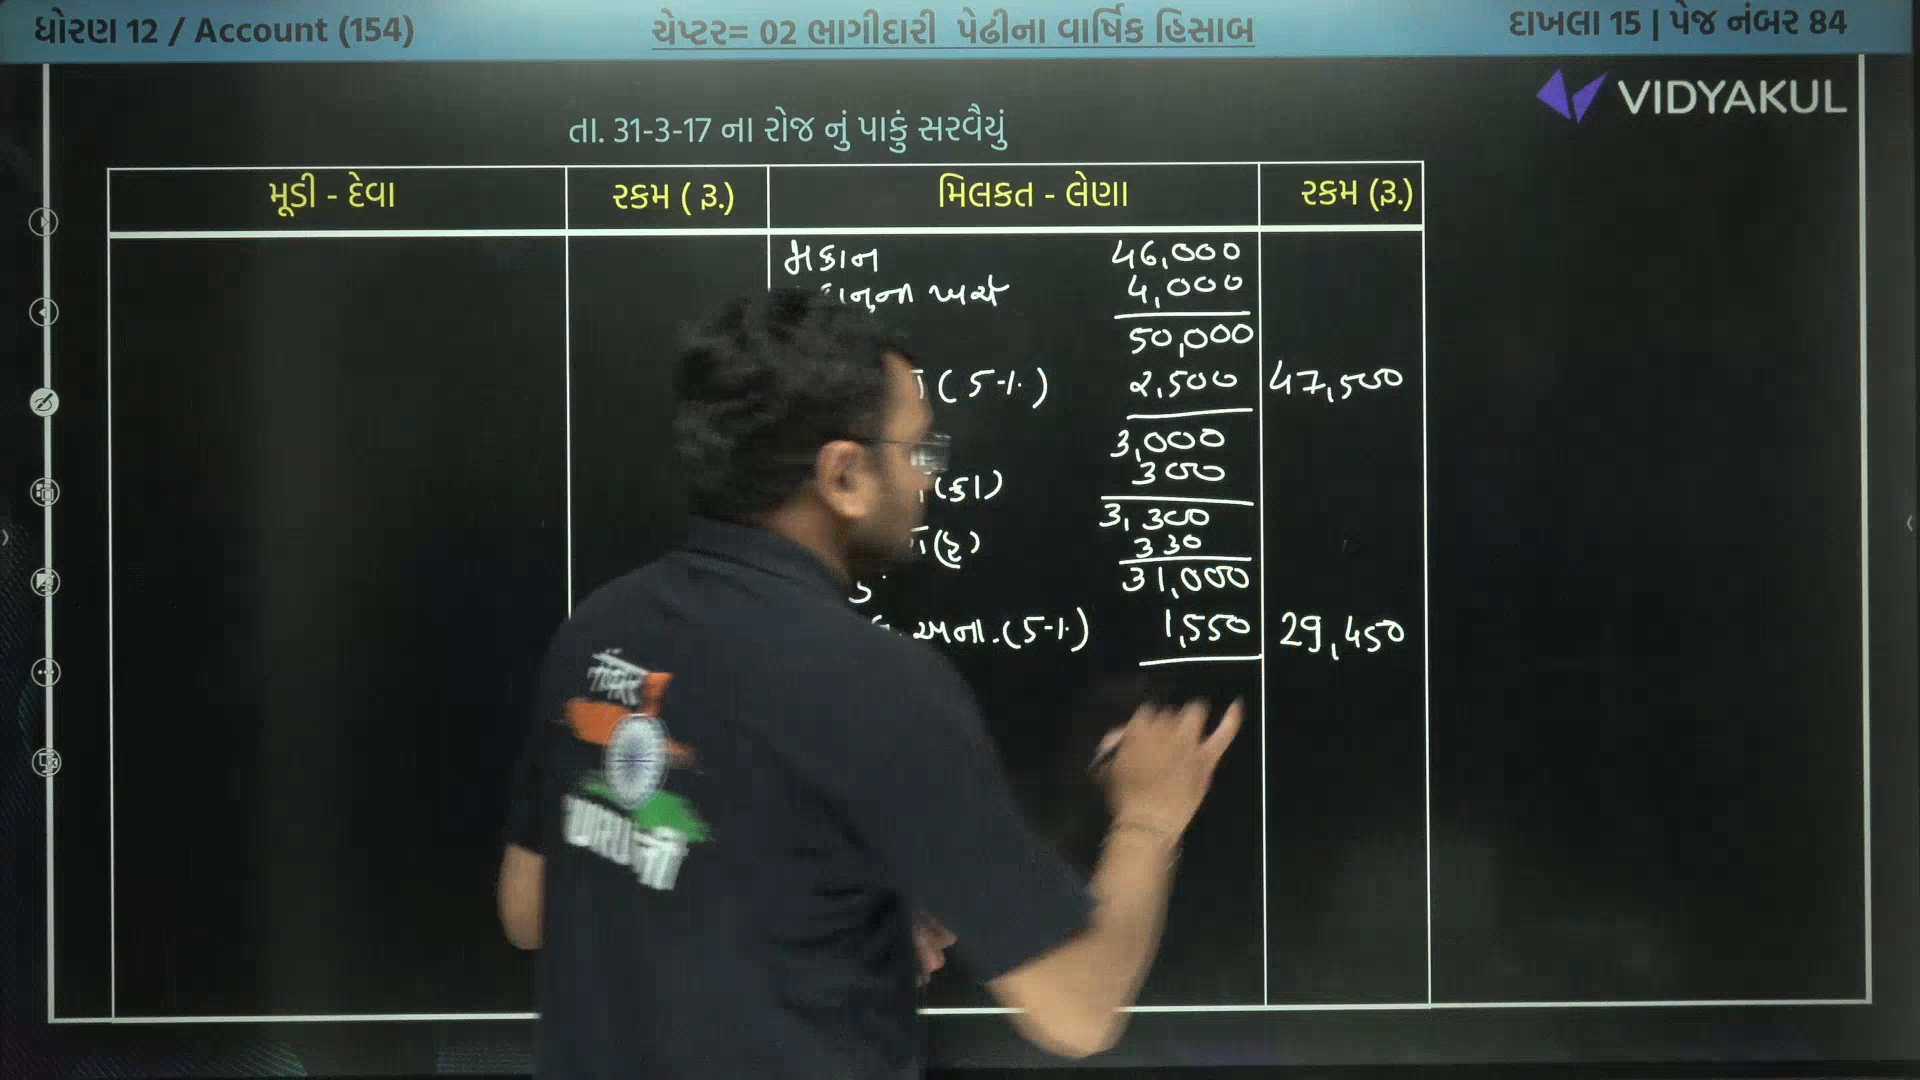 ધોરણ 12 / Account (154)
ચેપ્ટર= 02 ભાગીદારી પેઢીના વાર્ષિક હિસાબ
દાખલા 15 | પેજ નંબર 84
VIDYAKUL
તા. 31-3-17 ના રોજ નું પાકું સરવૈયું
મૂડી - દેવા રકમ ( રૂ.) મિલકત - લેણા રકમ (રૂ.)
મકાન 46,000
ખર્ચ 4,000
50,000
(5%) 2,500 47,500
3,000
(કા) 300
3,300
330
31,000
અના.(5%) 1,550 29,450